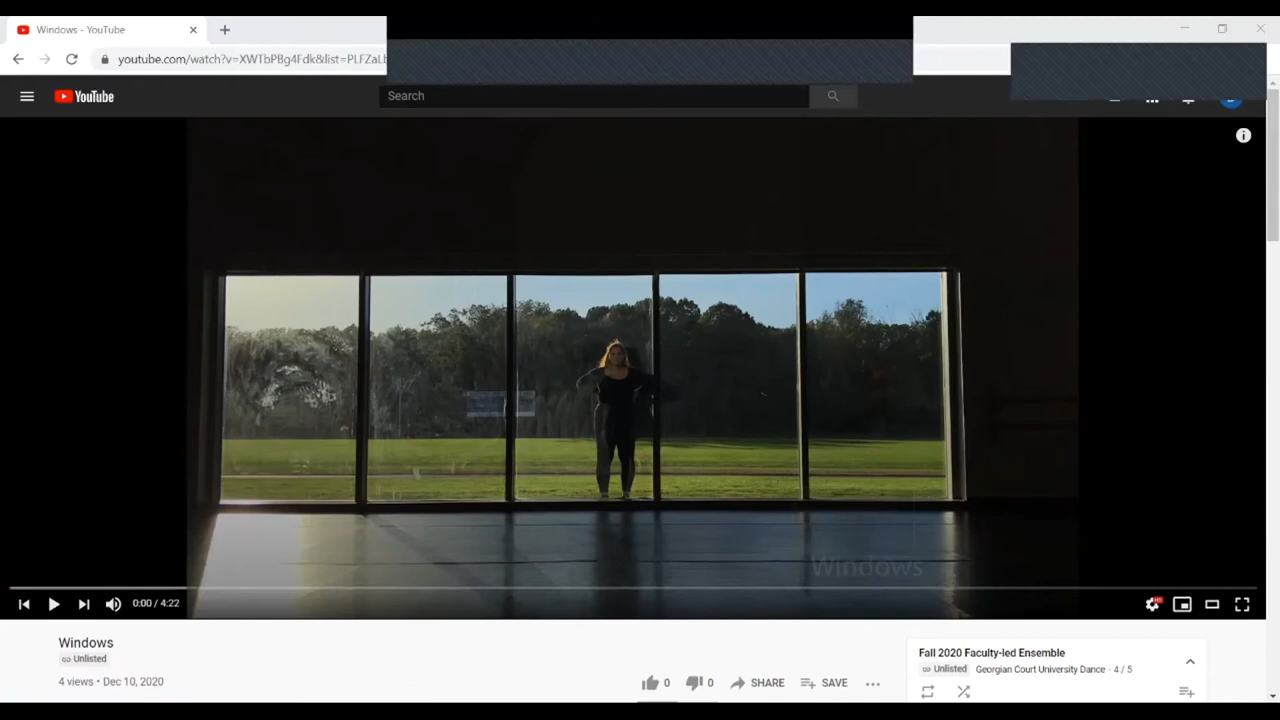 Windows - YouTube
youtube.com/watch?v=XWTbPBg4Fdk&list=PLFZaL
YouTube
Search
Windows
0:00 / 4:22
Windows
Unlisted
4 views • Dec 10, 2020
0
0
SHARE
SAVE
Fall 2020 Faculty-led Ensemble
Unlisted Georgian Court University Dance - 4 / 5